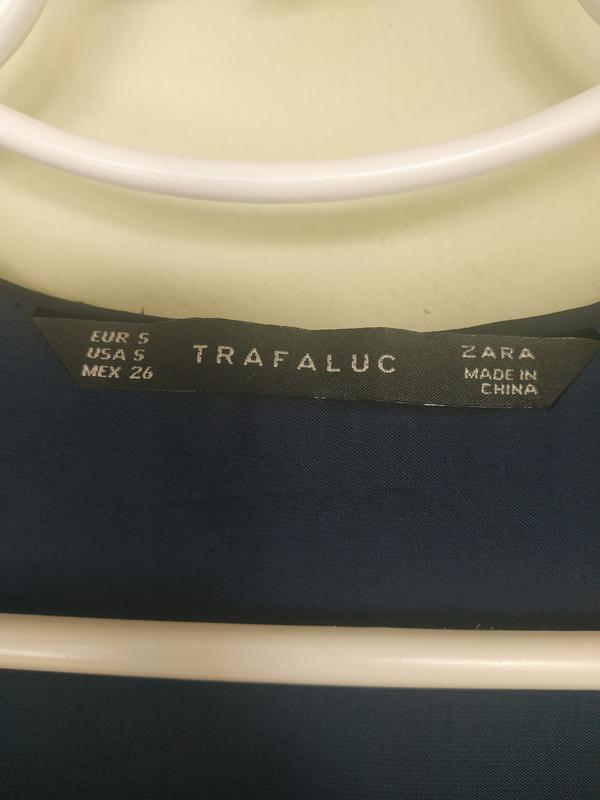 EUR S
USA S
MEX 26
TRAFALUC
ZARA
MADE IN
CHINA